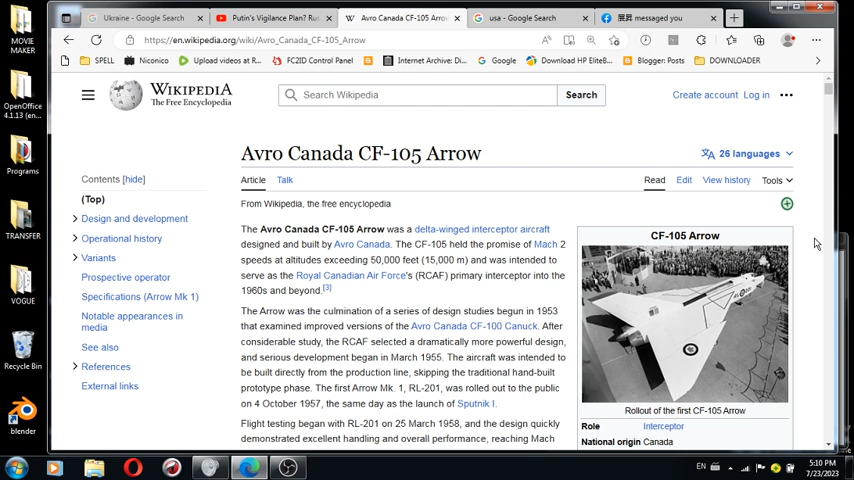 MOVIE MAKER
OpenOffice 4.1.13 (en...
Programs
TRANSFER
VOGUE
Recycle Bin
blender
Ukraine - Google Search
Putin's Vigilance Plan? Rus
Avro Canada CF-105 Arrow
usa - Google Search
展昇 messaged you
https://en.wikipedia.org/wiki/Avro_Canada_CF-105_Arrow
SPELL Niconico Upload videos at R... FC2ID Control Panel Internet Archive: Di... Google Download HP EliteB... Blogger: Posts DOWNLOADER
WIKIPEDIA
The Free Encyclopedia
Search Wikipedia
Search
Create account Log in
Avro Canada CF-105 Arrow
26 languages
Article Talk
Read Edit View history Tools
From Wikipedia, the free encyclopedia
Contents [hide]
(Top)
Design and development
Operational history
Variants
Prospective operator
Specifications (Arrow Mk 1)
Notable appearances in
media
See also
References
External links
The Avro Canada CF-105 Arrow was a delta-winged interceptor aircraft
designed and built by Avro Canada. The CF-105 held the promise of Mach 2
speeds at altitudes exceeding 50,000 feet (15,000 m) and was intended to
serve as the Royal Canadian Air Force's (RCAF) primary interceptor into the
1960s and beyond.[3]
The Arrow was the culmination of a series of design studies begun in 1953
that examined improved versions of the Avro Canada CF-100 Canuck. After
considerable study, the RCAF selected a dramatically more powerful design,
and serious development began in March 1955. The aircraft was intended to
be built directly from the production line, skipping the traditional hand-built
prototype phase. The first Arrow Mk. 1, RL-201, was rolled out to the public
on 4 October 1957, the same day as the launch of Sputnik I.
Flight testing began with RL-201 on 25 March 1958, and the design quickly
demonstrated excellent handling and overall performance, reaching Mach
CF-105 Arrow
Rollout of the first CF-105 Arrow
Role Interceptor
National origin Canada
EN
5:10 PM
7/23/2023